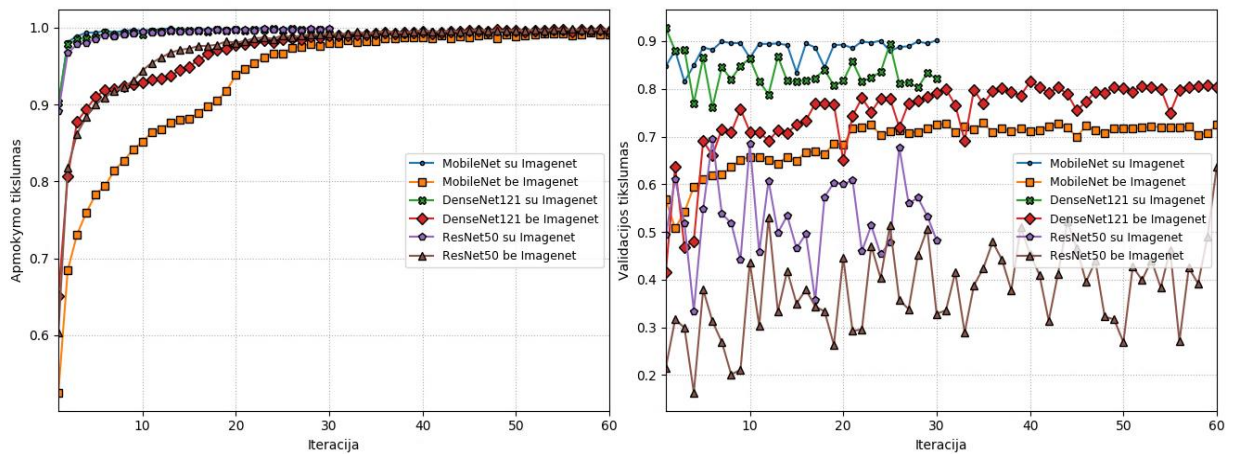 1.0
0.9
0.8
0.7
0.6
Apmokymo tikslumas
MobileNet su Imagenet
MobileNet be Imagenet
DenseNet121 su Imagenet
DenseNet121 be Imagenet
ResNet50 su Imagenet
ResNet50 be Imagenet
10 20 30 40 50 60
Iteracija
0.9
0.8
0.7
0.6
0.5
0.4
0.3
0.2
Validacijos tikslumas
MobileNet su Imagenet
MobileNet be Imagenet
DenseNet121 su Imagenet
DenseNet121 be Imagenet
ResNet50 su Imagenet
ResNet50 be Imagenet
10 20 30 40 50 60
Iteracija